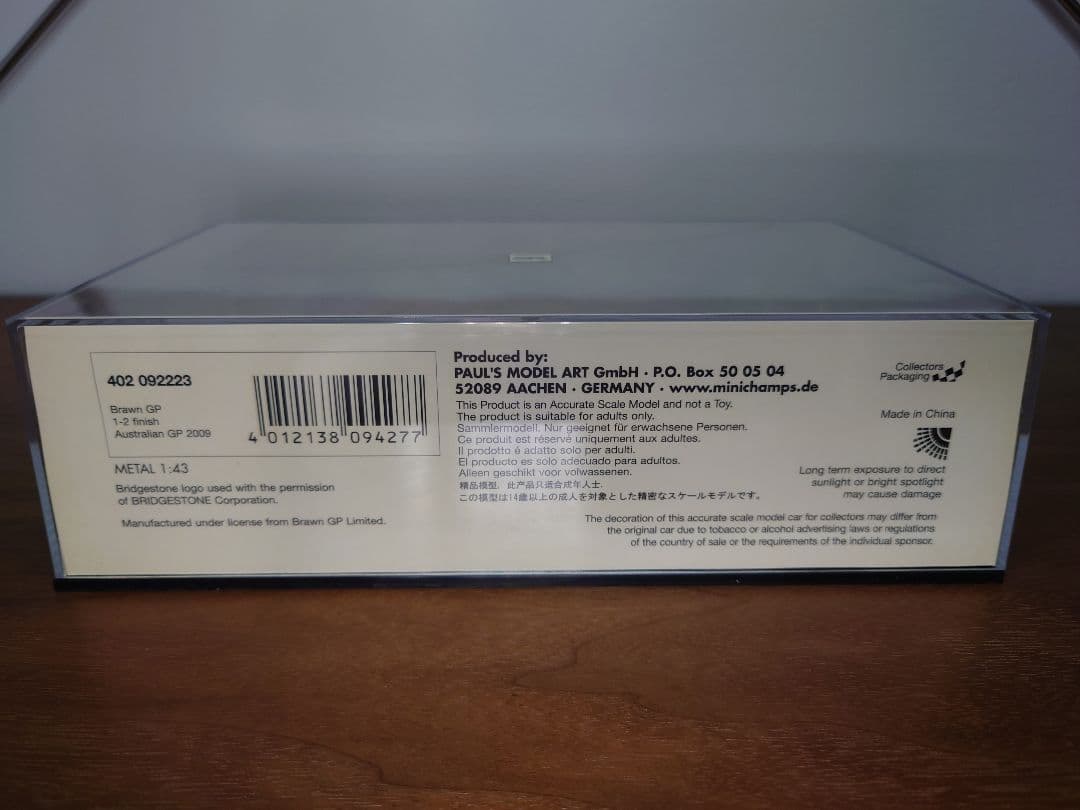 402 092223
Brawn GP
1-2 finish
Australian GP 2009
4 012138 094277
METAL 1:43
Bridgestone logo used with the permission
of BRIDGESTONE Corporation.
Manufactured under license from Brawn GP Limited.
Produced by:
PAUL'S MODEL ART GmbH · P.O. Box 50 05 04
52089 AACHEN · GERMANY · www.minichamps.de
This Product is an Accurate Scale Model and not a Toy.
The product is suitable for adults only.
Sammlermodell. Nur geeignet für erwachsene Personen.
Ce produit est réservé uniquement aux adultes.
Il prodotto é adatto solo per adulti.
El producto es solo adecuado para adultos.
Alleen geschikt voor volwassenen.
精品模型，此产品只适合成年人士.
この模型は14歳以上の成人を対象とした精密なスケールモデルです。
Collectors
Packaging
Made in China
Long term exposure to direct
sunlight or bright spotlight
may cause damage
The decoration of this accurate scale model car for collectors may differ from
the original car due to tobacco or alcohol advertising laws or regulations
of the country of sale or the requirements of the individual sponsor.